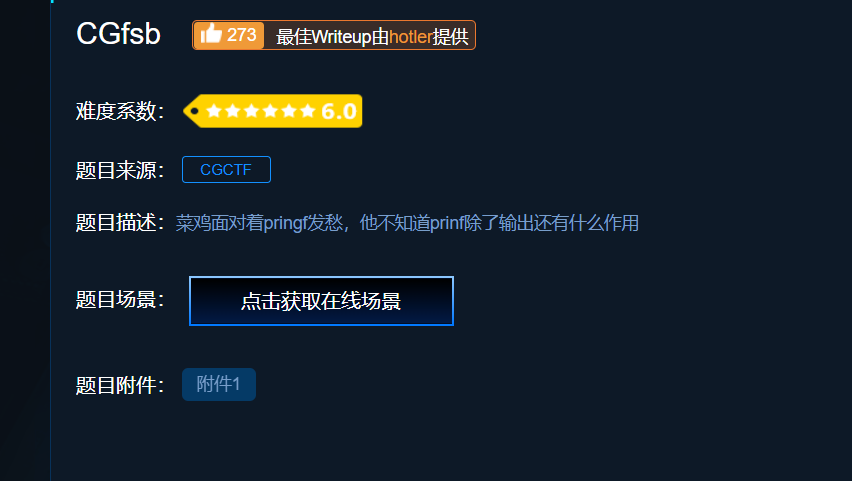 CGfsb 273 最佳Writeup由hotler提供
难度系数： 6.0
题目来源： CGCTF
题目描述：菜鸡面对着pringf发愁，他不知道prinf除了输出还有什么作用
题目场景： 点击获取在线场景
题目附件： 附件1